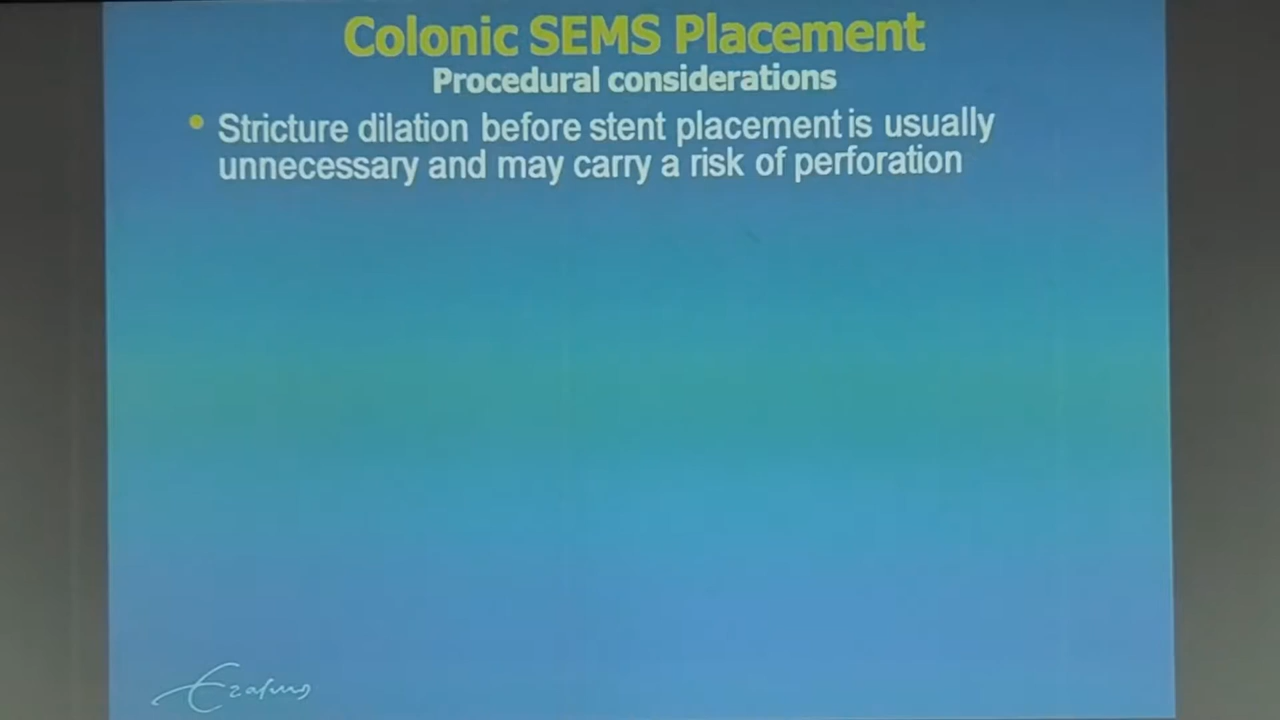 Colonic SEMS Placement
Procedural considerations
• Stricture dilation before stent placement is usually
unnecessary and may carry a risk of perforation
Erasmus